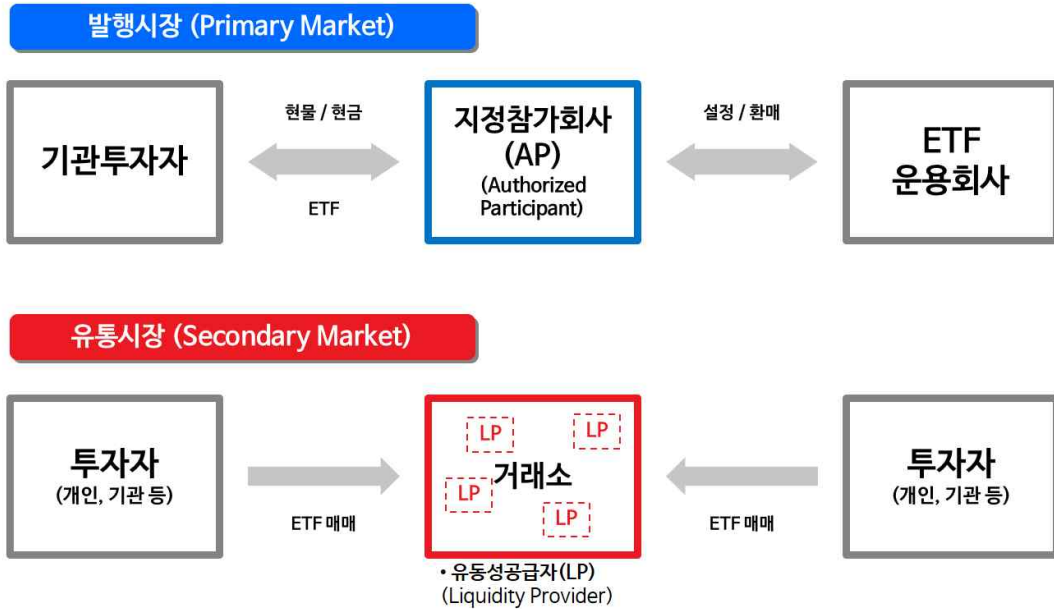 발행시장 (Primary Market)
기관투자자
현물 / 현금
ETF
지정참가회사
(AP)
(Authorized
Participant)
설정 / 환매
ETF
운용회사
유통시장 (Secondary Market)
투자자
(개인, 기관 등)
ETF 매매
LP
LP
거래소
LP
LP
ETF 매매
투자자
(개인, 기관 등)
• 유동성공급자(LP)
(Liquidity Provider)